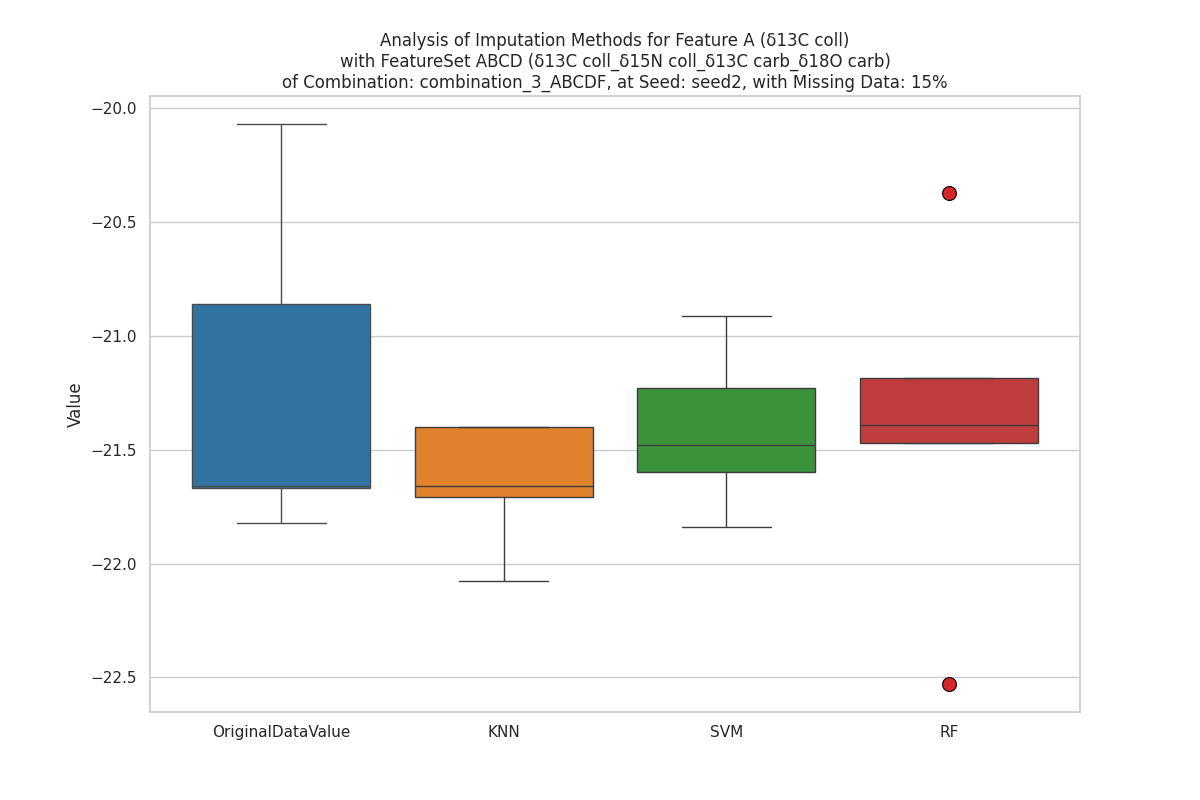 Analysis of Imputation Methods for Feature A (δ13C coll)
with FeatureSet ABCD (δ13C coll_δ15N coll_δ13C carb_δ18O carb)
of Combination: combination_3_ABCDF, at Seed: seed2, with Missing Data: 15%
−20.0
−20.5
−21.0
−21.5
−22.0
−22.5
Value
OriginalDataValue
KNN
SVM
RF